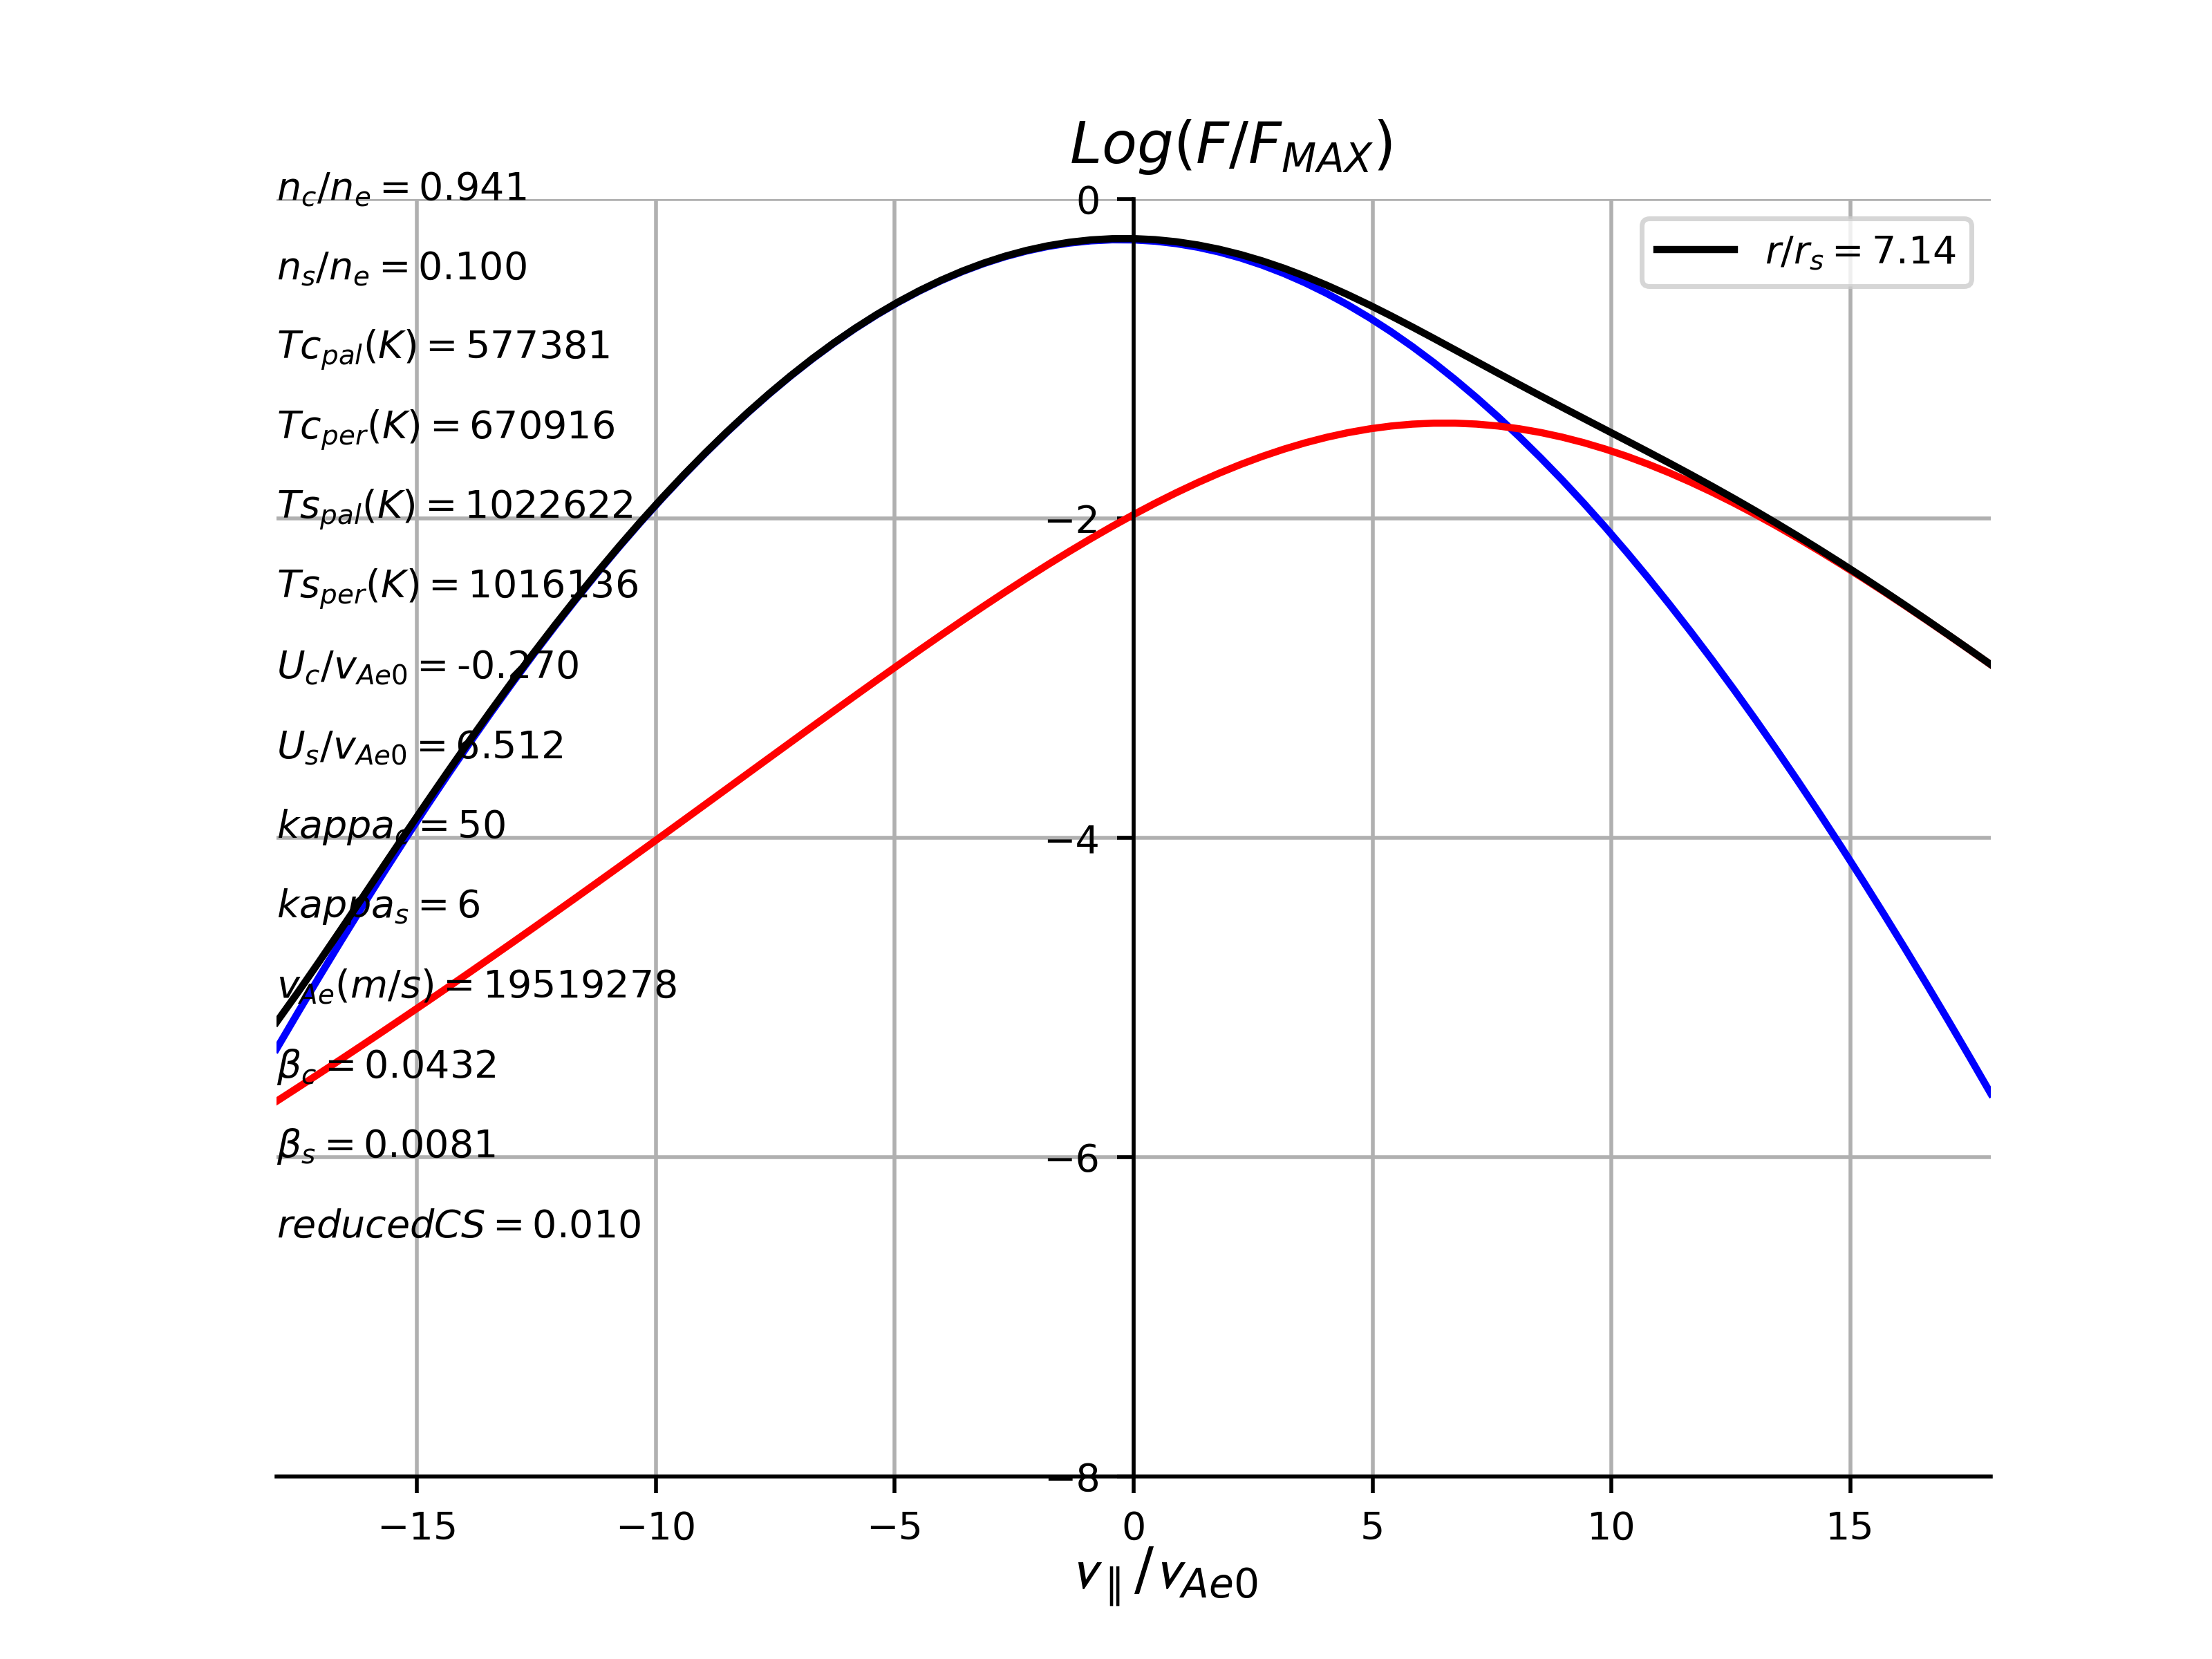 Log(F/F_MAX)
n_c/n_e = 0.941
n_s/n_e = 0.100
Tc_pal(K) = 577381
Tc_per(K) = 670916
Ts_pal(K) = 1022622
Ts_per(K) = 1016136
U_c/v_Ae0 = -0.270
U_s/v_Ae0 = 6.512
kappa_c = 50
kappa_s = 6
v_Ae(m/s) = 19519278
β_c = 0.0432
β_s = 0.0081
reducedCS = 0.010
r/r_s = 7.14
0
−2
−4
−6
−8
−15 −10 −5 0 5 10 15
v_∥/v_Ae0